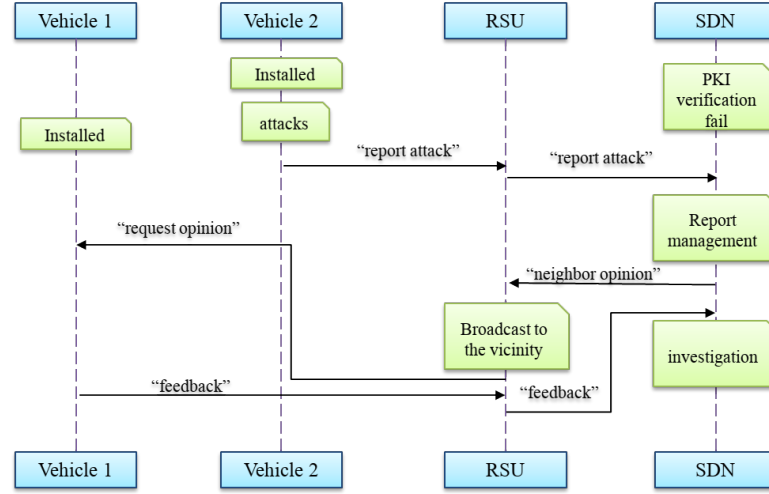 Vehicle 1
Vehicle 2
RSU
SDN
Installed
PKI
verification
fail
attacks
Installed
“report attack”
“report attack”
“request opinion”
Report
management
“neighbor opinion”
Broadcast to
the vicinity
investigation
“feedback”
“feedback”
Vehicle 1
Vehicle 2
RSU
SDN